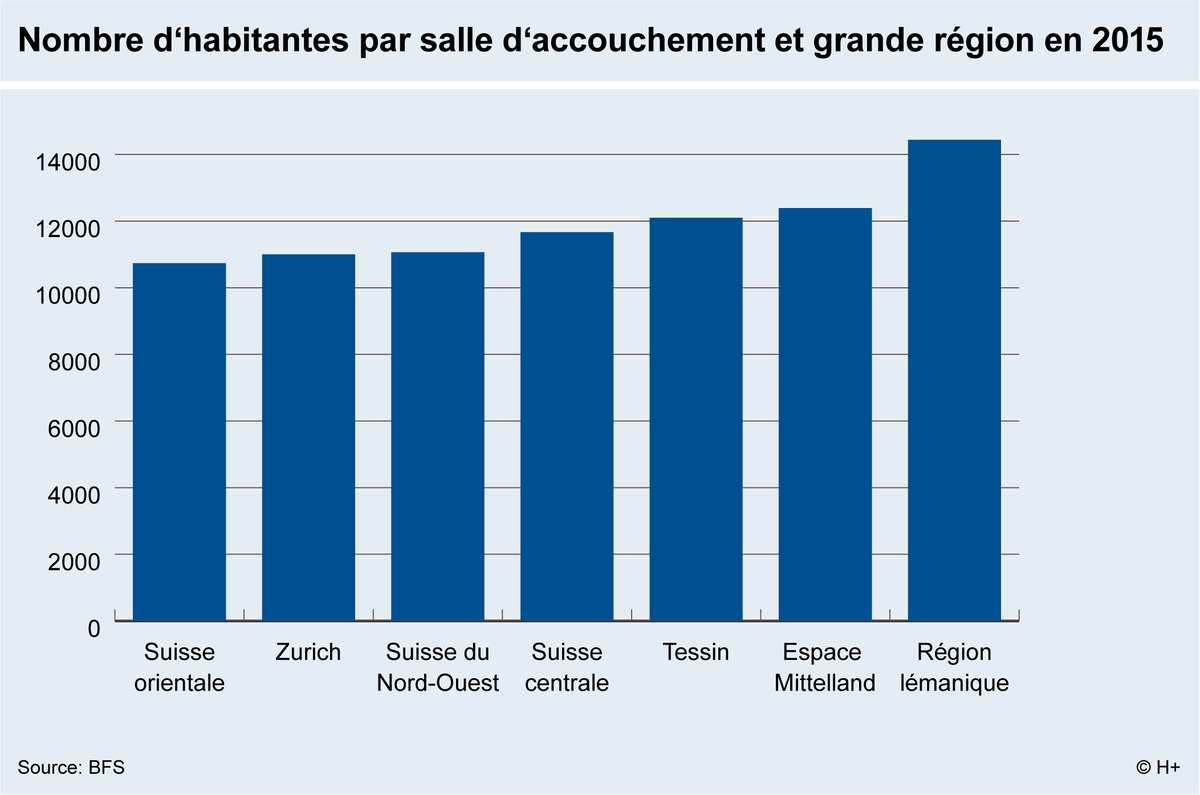 Nombre d‘habitantes par salle d‘accouchement et grande région en 2015
14000
12000
10000
8000
6000
4000
2000
0
Suisse orientale
Zurich
Suisse du Nord-Ouest
Suisse centrale
Tessin
Espace Mittelland
Région lémanique
Source: BFS
© H+